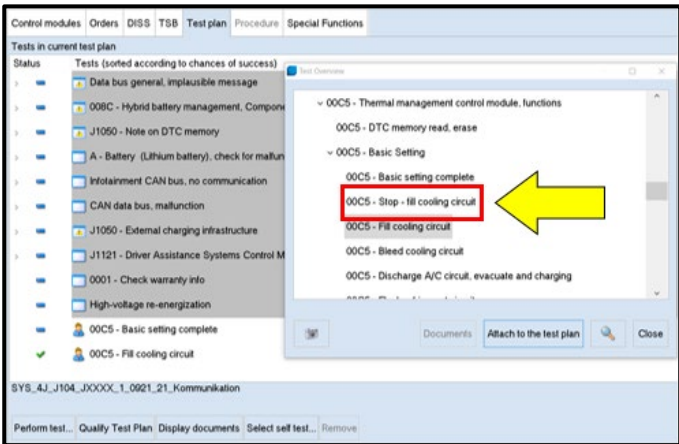 Control modules Orders DISS TSB Test plan Procedure Special Functions
Tests in current test plan
Status Tests (sorted according to chances of success)
Data bus general, implausible message
008C - Hybrid battery management, Compone
J1050 - Note on DTC memory
A - Battery (Lithium battery), check for malfun
Infotainment CAN bus, no communication
CAN data bus, malfunction
J1050 - External charging infrastructure
J1121 - Driver Assistance Systems Control M
0001 - Check warranty info
High-voltage re-energization
00C5 - Basic setting complete
00C5 - Fill cooling circuit
SYS_4J_J104_JXXXX_1_0921_21_Kommunikation
Perform test... Qualify Test Plan Display documents Select self test... Remove
Test Overview
00C5 - Thermal management control module, functions
00C5 - DTC memory read, erase
00C5 - Basic Setting
00C5 - Basic setting complete
00C5 - Stop - fill cooling circuit
00C5 - Fill cooling circuit
00C5 - Bleed cooling circuit
00C5 - Discharge A/C circuit, evacuate and charging
Documents Attach to the test plan Close